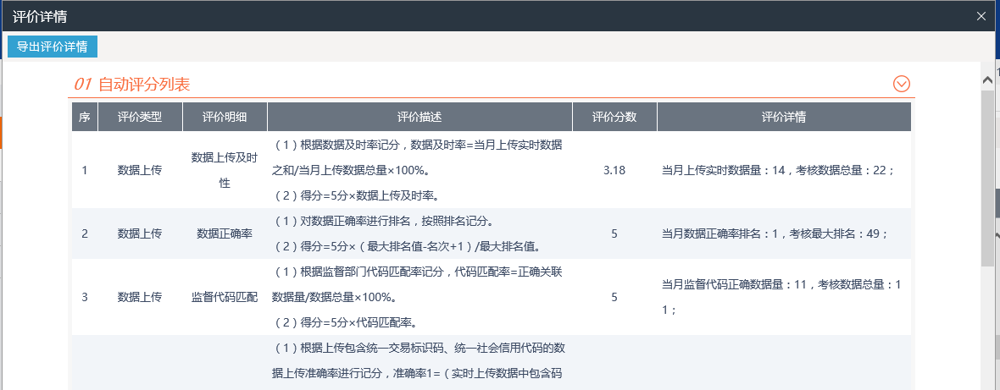 评价详情
导出评价详情
01 自动评分列表
序 评价类型 评价明细 评价描述 评价分数 评价详情
1 数据上传 数据上传及时性 （1）根据数据及时率记分，数据及时率=当月上传实时数据
之和/当月上传数据总量×100%。
（2）得分=5分×数据上传及时率。 3.18 当月上传实时数据量：14，考核数据总量：22；
2 数据上传 数据正确率 （1）对数据正确率进行排名，按照排名记分。
（2）得分=5分×（最大排名值-名次+1）/最大排名值。 5 当月数据正确率排名：1，考核最大排名：49；
3 数据上传 监督代码匹配 （1）根据监督部门代码匹配率记分，代码匹配率=正确关联
数据量/数据总量×100%。
（2）得分=5分×代码匹配率。 5 当月监督代码正确数据量：11，考核数据总量：1
1；
（1）根据上传包含统一交易标识码、统一社会信用代码的数
据上传准确率进行记分，准确率1=（实时上传数据中包含码